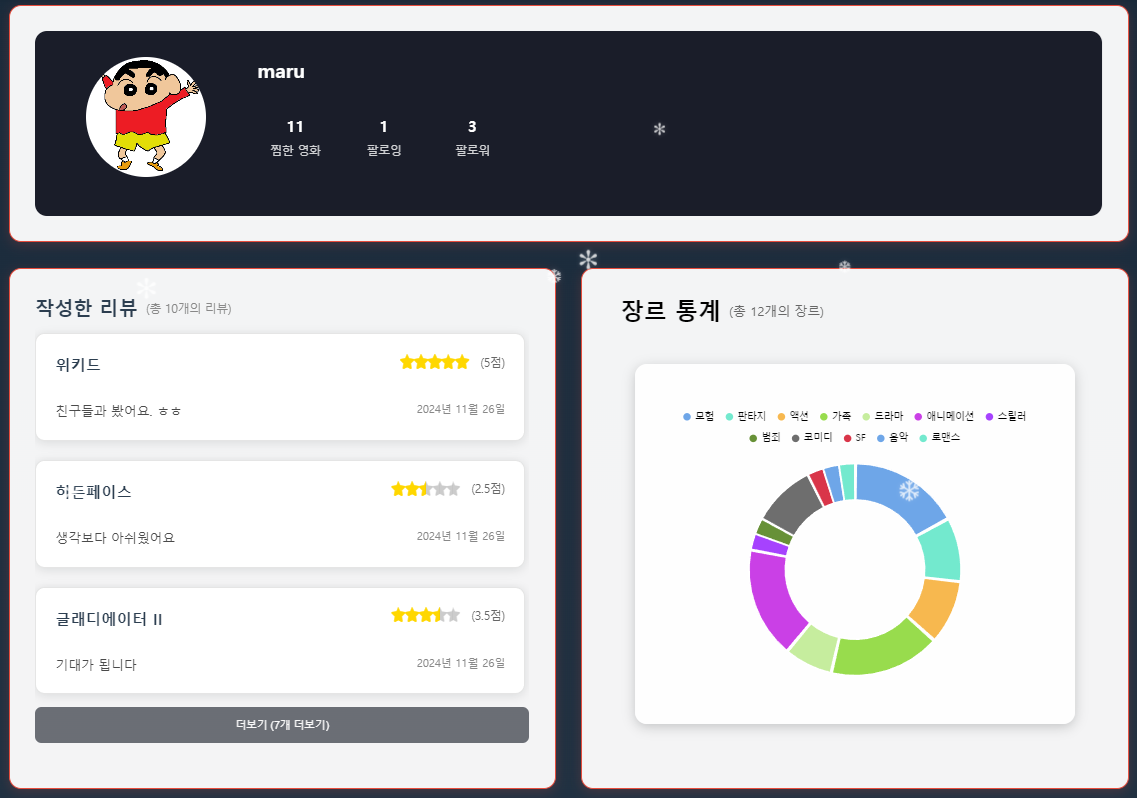 maru
11 1 3
찜한 영화 팔로잉 팔로워
작성한 리뷰 (총 10개의 리뷰)
위키드 (5점)
친구들과 봤어요. ㅎㅎ 2024년 11월 26일
히든페이스 (2.5점)
생각보다 아쉬웠어요 2024년 11월 26일
글래디에이터 II (3.5점)
기대가 됩니다 2024년 11월 26일
더보기 (7개 더보기)
장르 통계 (총 12개의 장르)
모험 판타지 액션 가족 드라마 애니메이션 스릴러
범죄 코미디 SF 음악 로맨스